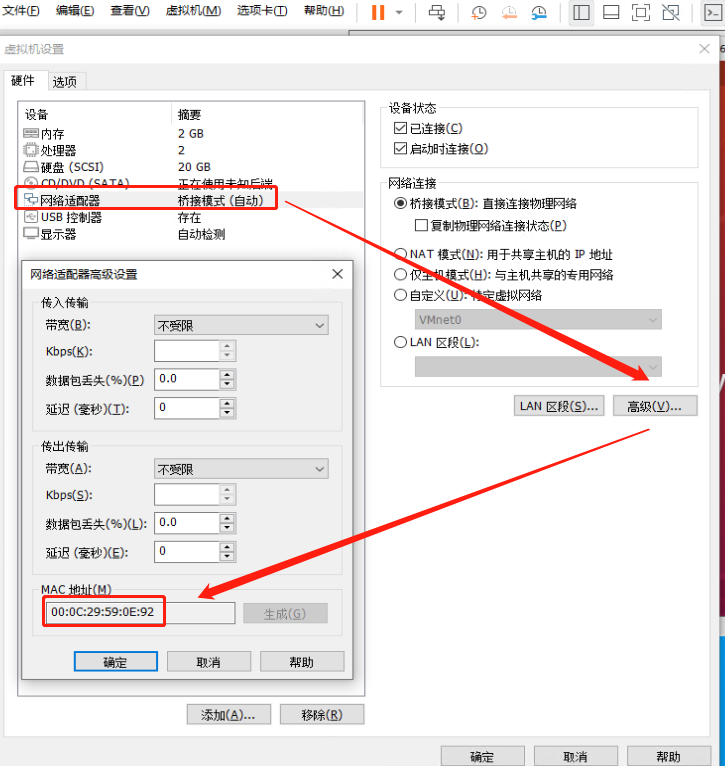 文件(F) 编辑(E) 查看(V) 虚拟机(M) 选项卡(T) 帮助(H)
虚拟机设置
硬件 选项
设备 摘要
内存 2 GB
处理器 2
硬盘 (SCSI) 20 GB
CD/DVD (SATA) 正在使用未知后端
网络适配器 桥接模式 (自动)
USB 控制器 存在
显示器 自动检测
设备状态
已连接(C)
启动时连接(O)
网络连接
桥接模式(B): 直接连接物理网络
复制物理网络连接状态(P)
NAT 模式(N): 用于共享主机的 IP 地址
仅主机模式(H): 与主机共享的专用网络
自定义(U): 特定虚拟网络
VMnet0
LAN 区段(L):
LAN 区段(S)... 高级(V)...
网络适配器高级设置
传入传输
带宽(B): 不受限
Kbps(K):
数据包丢失(%)(P) 0.0
延迟 (毫秒)(T): 0
传出传输
带宽(A): 不受限
Kbps(S):
数据包丢失(%)(L): 0.0
延迟 (毫秒)(E): 0
MAC 地址(M)
00:0C:29:59:0E:92 生成(G)
确定 取消 帮助
添加(A)... 移除(R)
确定 取消 帮助